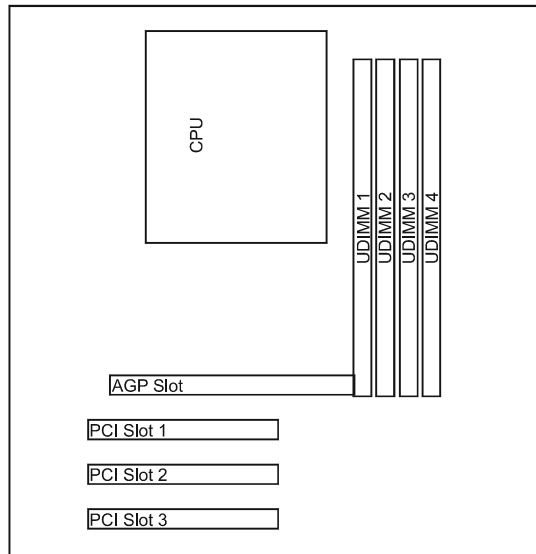 CPU
UDIMM 1
UDIMM 2
UDIMM 3
UDIMM 4
AGP Slot
PCI Slot 1
PCI Slot 2
PCI Slot 3